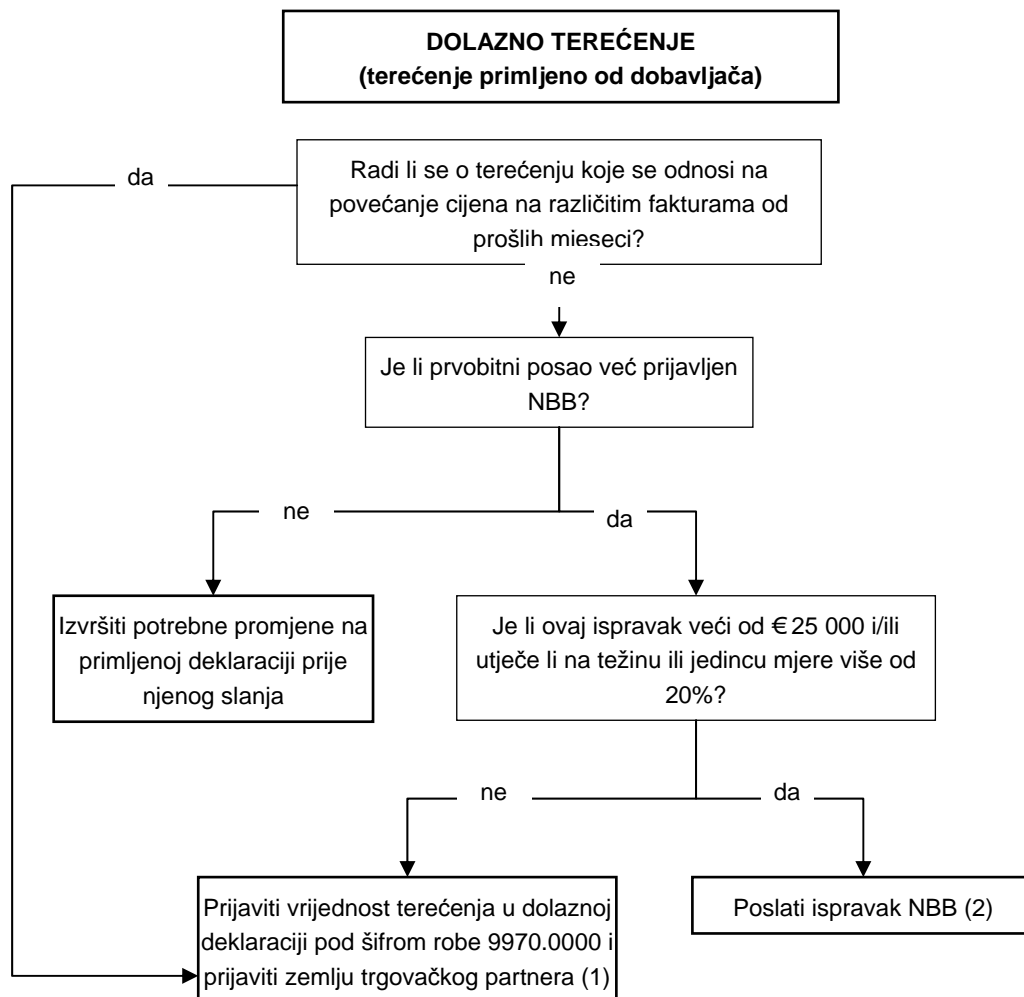 DOLAZNO TEREĆENJE
(terećenje primljeno od dobavljača)
da
Radi li se o terećenju koje se odnosi na
povećanje cijena na različitim fakturama od
prošlih mjeseci?
ne
Je li prvobitni posao već prijavljen
NBB?
ne
da
Izvršiti potrebne promjene na
primljenoj deklaraciji prije
njenog slanja
Je li ovaj ispravak veći od € 25 000 i/ili
utječe li na težinu ili jedincu mjere više od
20%?
ne
da
Prijaviti vrijednost terećenja u dolaznoj
deklaraciji pod šifrom robe 9970.0000 i
prijaviti zemlju trgovačkog partnera (1)
Poslati ispravak NBB (2)